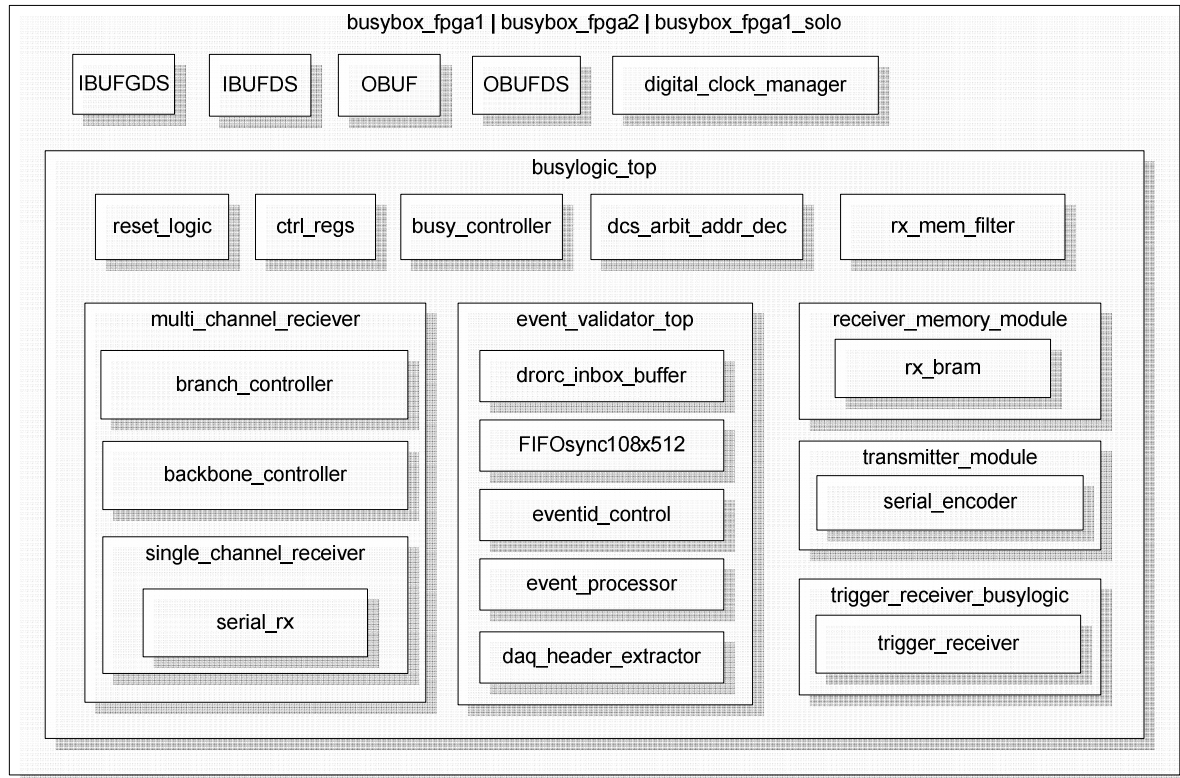 busybox_fpga1 | busybox_fpga2 | busybox_fpga1_solo
IBUFGDS
IBUFDS
OBUF
OBUFDS
digital_clock_manager
busylogic_top
reset_logic
ctrl_regs
busy_controller
dcs_arbit_addr_dec
rx_mem_filter
multi_channel_reciever
branch_controller
backbone_controller
single_channel_receiver
serial_rx
event_validator_top
drorc_inbox_buffer
FIFOsync108x512
eventid_control
event_processor
daq_header_extractor
receiver_memory_module
rx_bram
transmitter_module
serial_encoder
trigger_receiver_busylogic
trigger_receiver